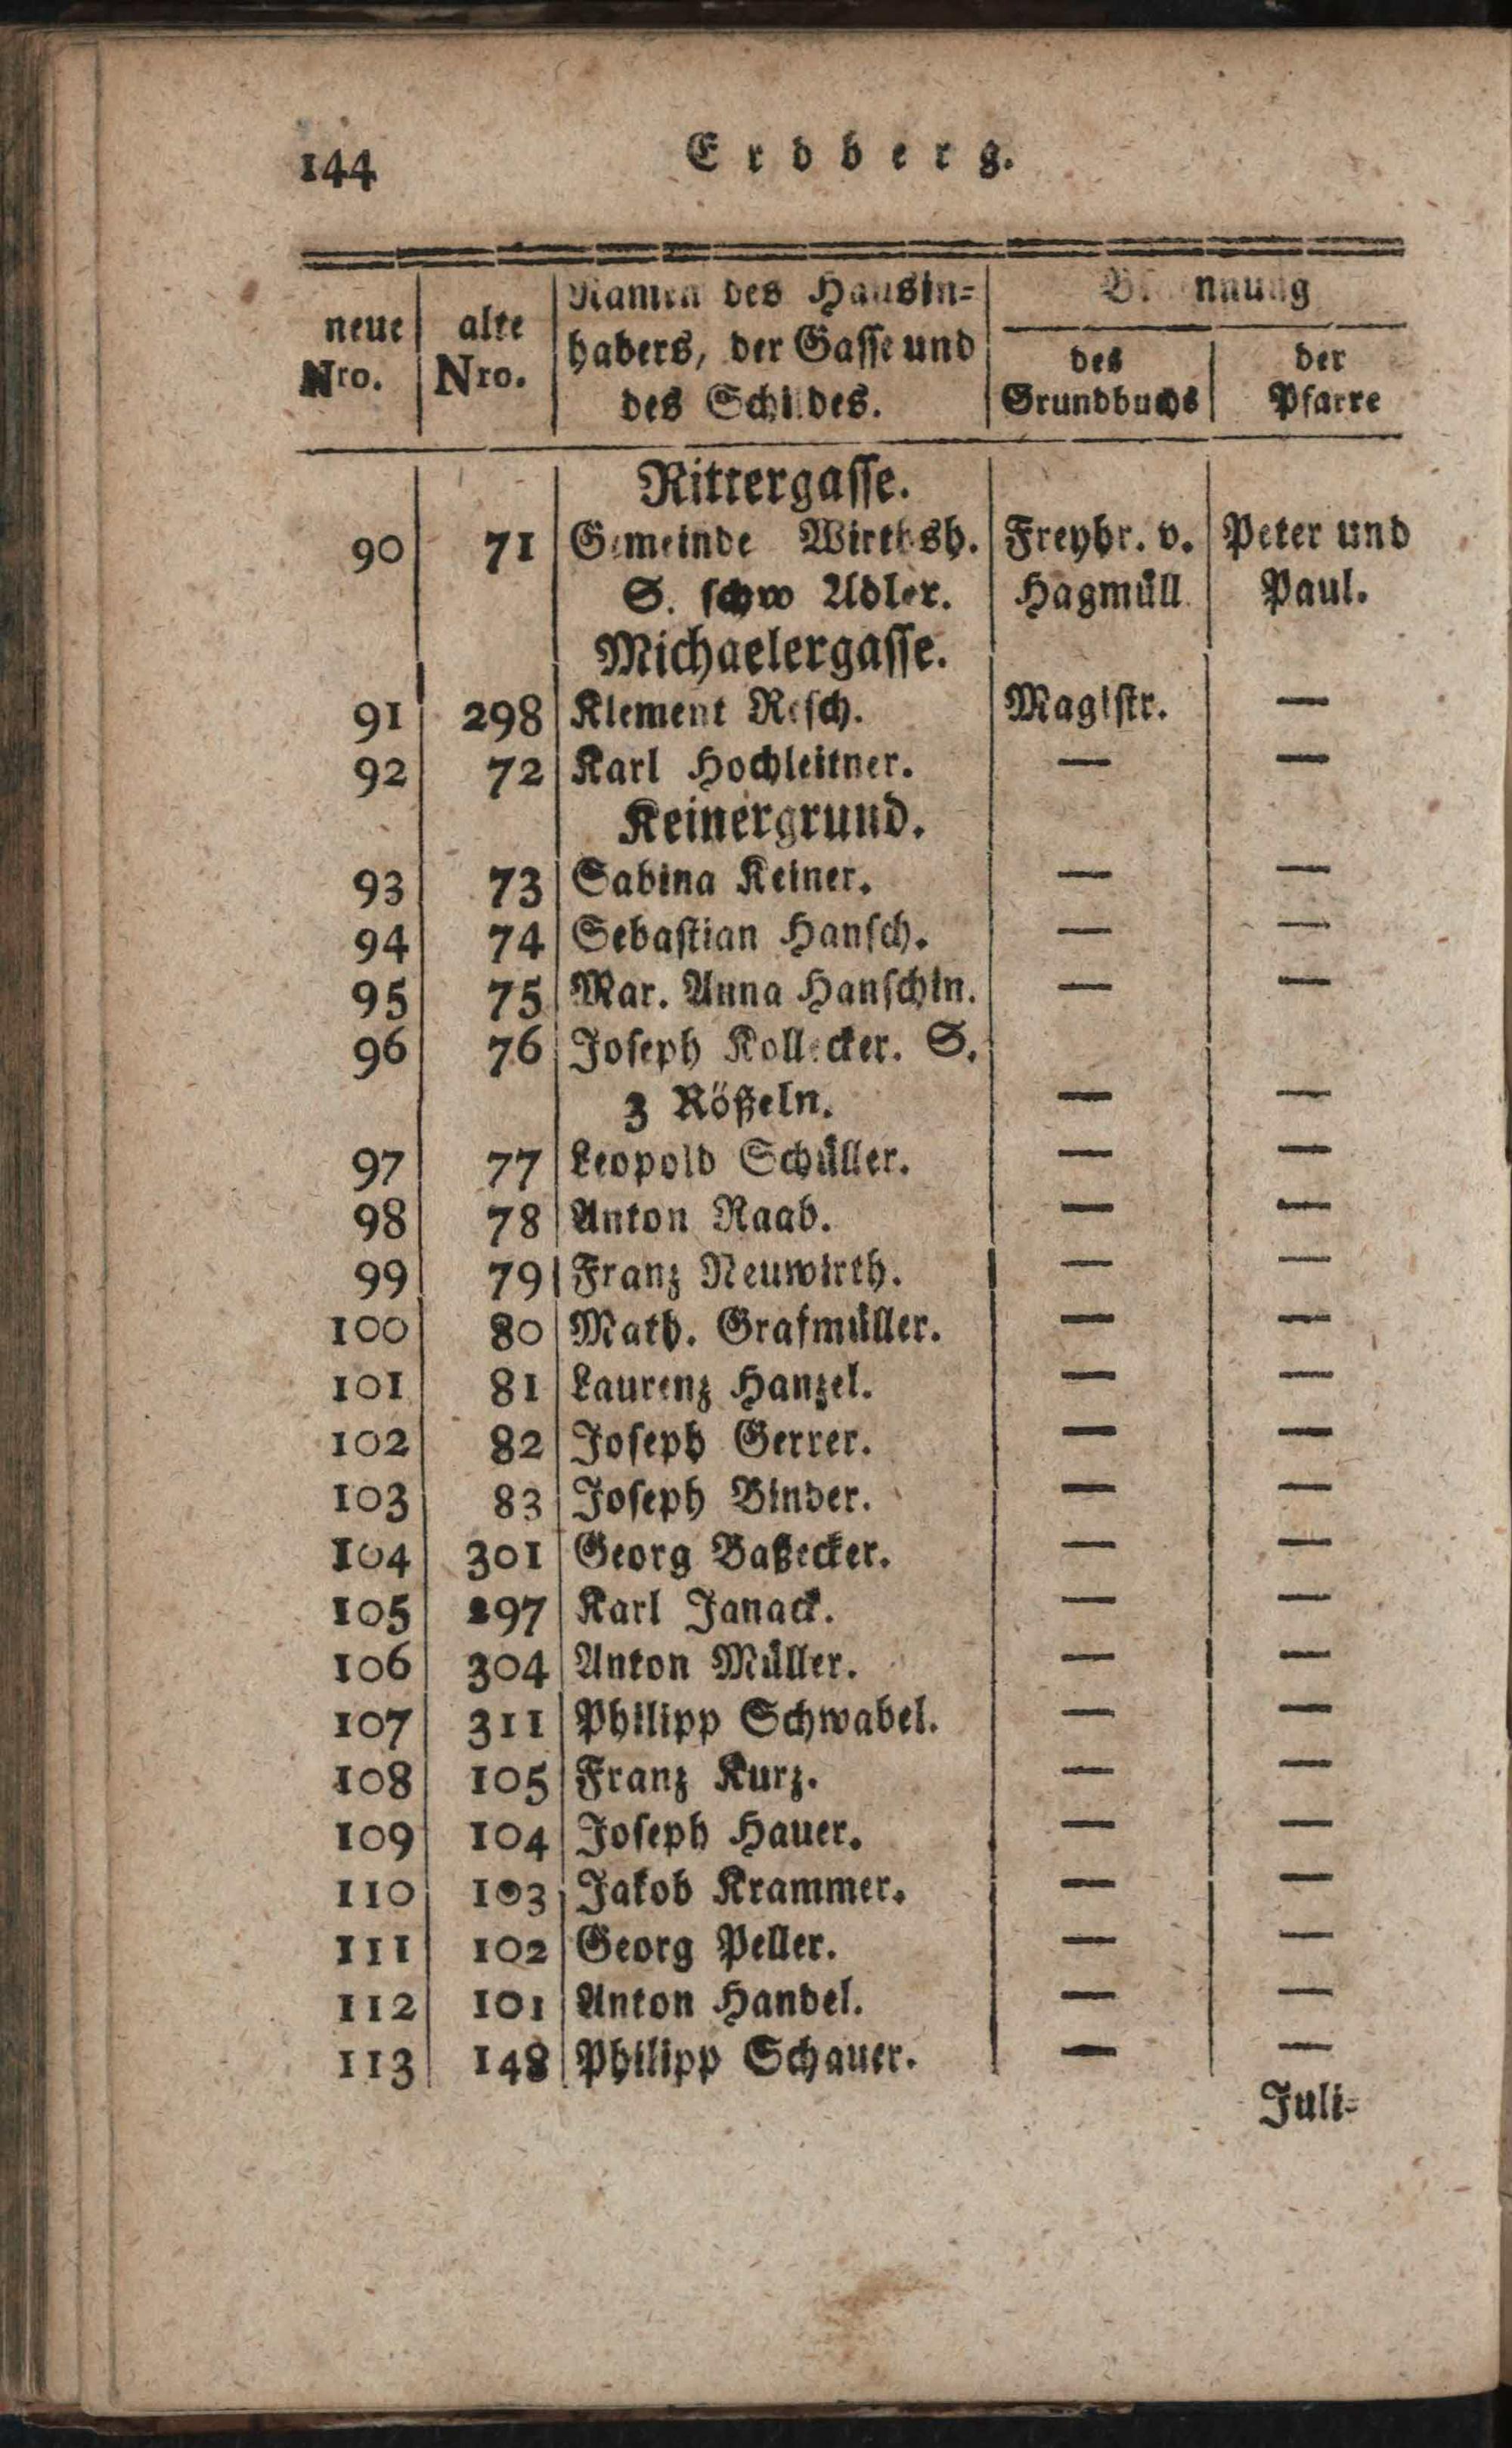 144
Erdberg.
neue Nro.
alte Nro.
Namen des Hausin=
habers, der Gasse und
des Schildes.
Benennung
des Grundbuchs
der Pfarre
Rittergasse.
90 71 Gemeinde Wirthsh. Freyhr. v. Peter und
S. schw Adler. Hagmüll. Paul.
Michaelergasse.
91 298 Klement Resch. Magistr. —
92 72 Karl Hochleitner. — —
Keinergrund.
93 73 Sabina Keiner. — —
94 74 Sebastian Hansch. — —
95 75 Mar. Anna Hanschin. — —
96 76 Joseph Kollecker. S.
3 Rößeln. — —
97 77 Leopold Schüller. — —
98 78 Anton Raab. — —
99 79 Franz Neuwirth. — —
100 80 Math. Grafmüller. — —
101 81 Laurenz Hanzel. — —
102 82 Joseph Gerrer. — —
103 83 Joseph Binder. — —
104 301 Georg Baßecker. — —
105 297 Karl Janack. — —
106 304 Anton Müller. — —
107 311 Philipp Schwabel. — —
108 105 Franz Kurz. — —
109 104 Joseph Hauer. — —
110 103 Jakob Krammer. — —
111 102 Georg Peller. — —
112 101 Anton Handel. — —
113 148 Philipp Schauer. — —
Juli=